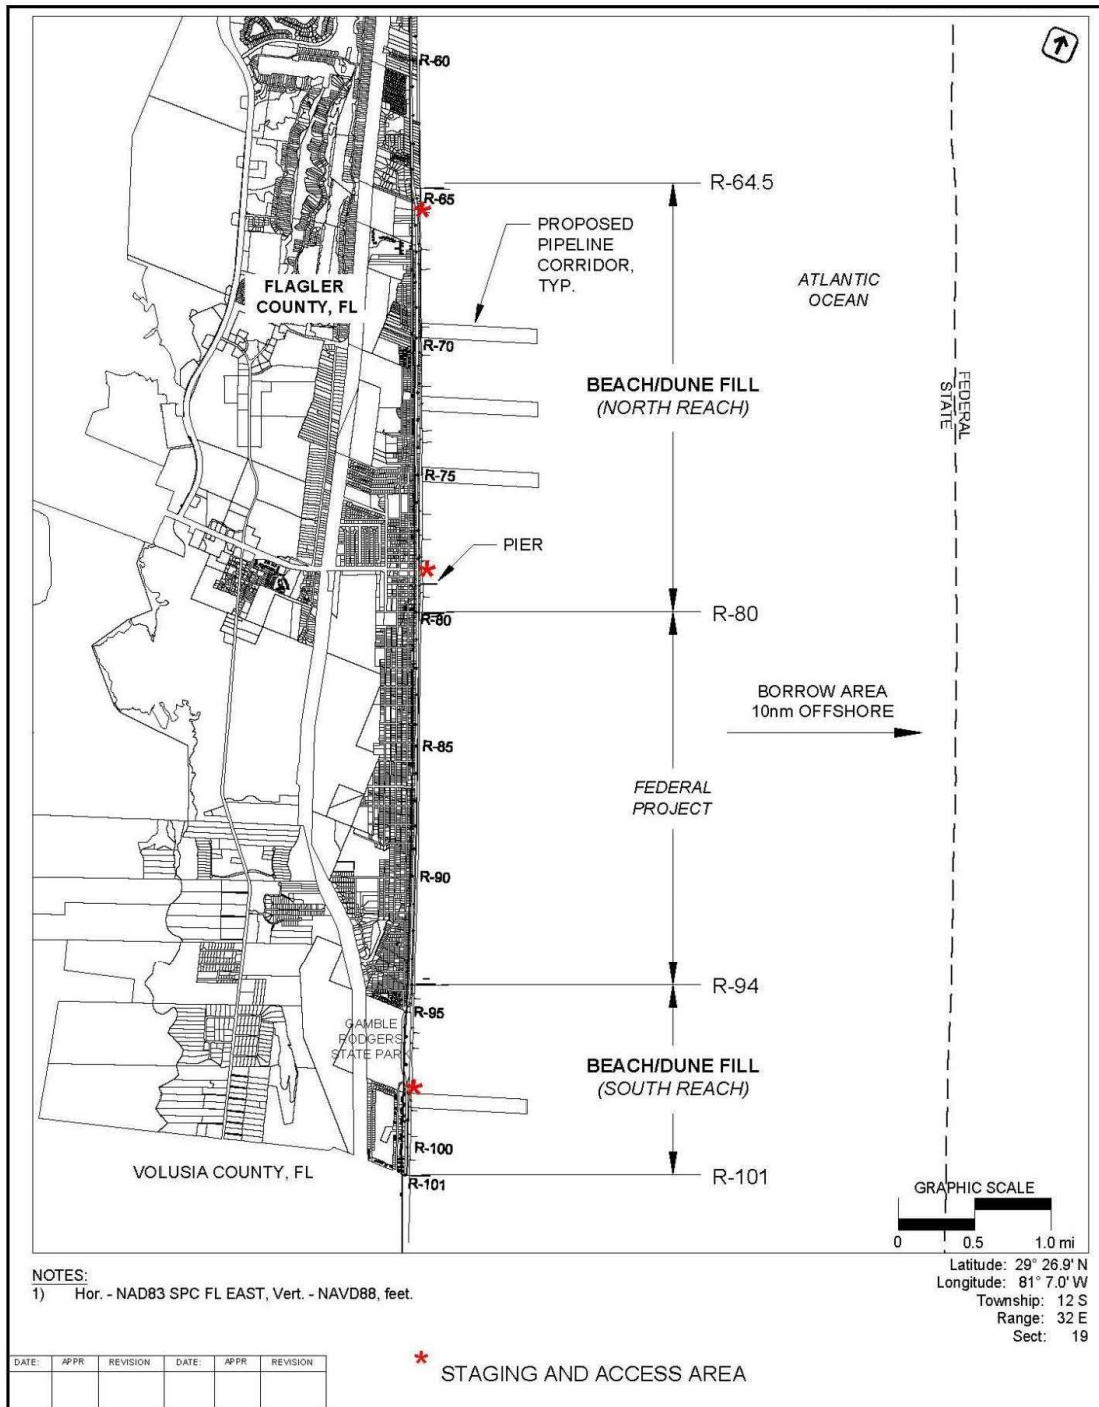 R-60
R-64.5
R-65
PROPOSED
PIPELINE
CORRIDOR,
TYP.
ATLANTIC
OCEAN
FLAGLER
COUNTY, FL
R-70
BEACH/DUNE FILL
(NORTH REACH)
FEDERAL
STATE
R-75
PIER
R-80
R-80
BORROW AREA
10nm OFFSHORE
R-85
FEDERAL
PROJECT
R-90
R-94
R-95
GAMBLE
RODGERS
STATE PARK
BEACH/DUNE FILL
(SOUTH REACH)
R-100
VOLUSIA COUNTY, FL
R-101
R-101
GRAPHIC SCALE
0 0.5 1.0 mi
NOTES:
1) Hor. - NAD83 SPC FL EAST, Vert. - NAVD88, feet.
Latitude: 29° 26.9' N
Longitude: 81° 7.0' W
Township: 12 S
Range: 32 E
Sect: 19
DATE: APPR REVISION DATE: APPR REVISION
* STAGING AND ACCESS AREA